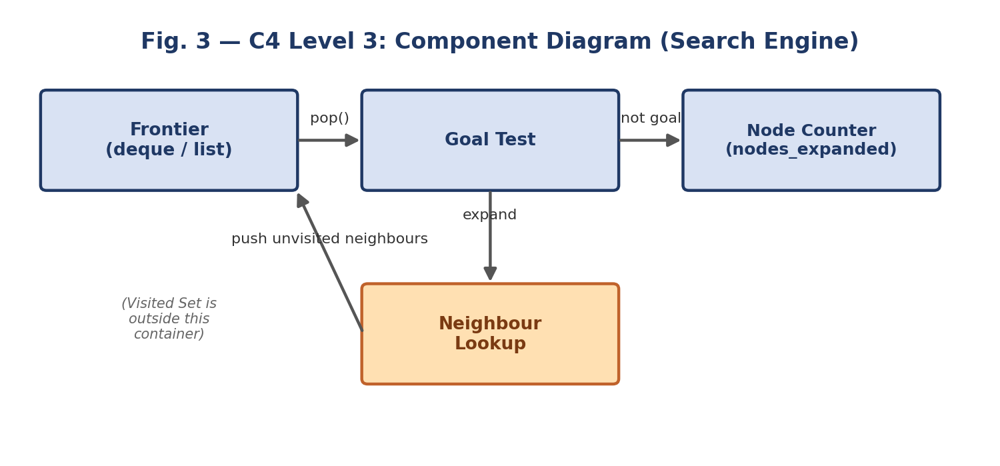 Fig. 3 — C4 Level 3: Component Diagram (Search Engine)
Frontier
(deque / list)
pop()
Goal Test
not goal
Node Counter
(nodes_expanded)
expand
push unvisited neighbours
(Visited Set is
outside this
container)
Neighbour
Lookup